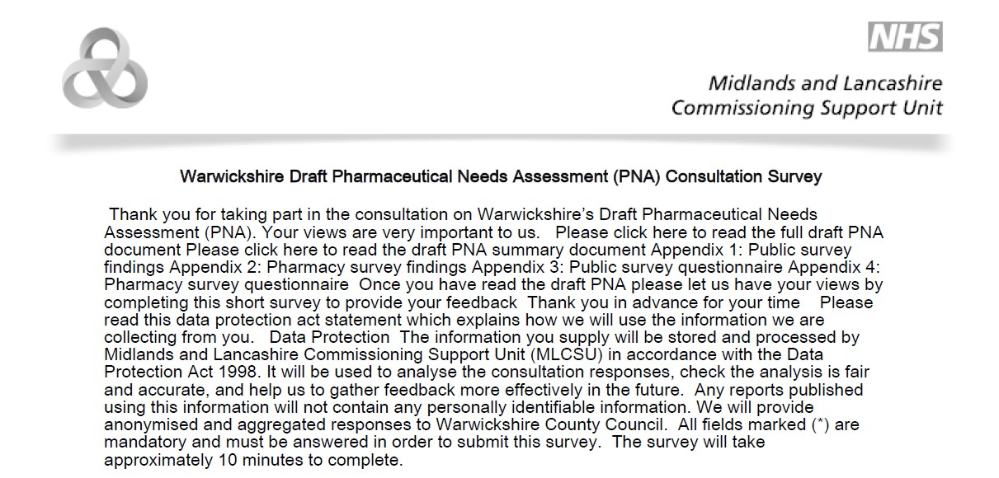 NHS
Midlands and Lancashire
Commissioning Support Unit
Warwickshire Draft Pharmaceutical Needs Assessment (PNA) Consultation Survey
Thank you for taking part in the consultation on Warwickshire’s Draft Pharmaceutical Needs
Assessment (PNA). Your views are very important to us.   Please click here to read the full draft PNA
document Please click here to read the draft PNA summary document Appendix 1: Public survey
findings Appendix 2: Pharmacy survey findings Appendix 3: Public survey questionnaire Appendix 4:
Pharmacy survey questionnaire  Once you have read the draft PNA please let us have your views by
completing this short survey to provide your feedback  Thank you in advance for your time    Please
read this data protection act statement which explains how we will use the information we are
collecting from you.   Data Protection  The information you supply will be stored and processed by
Midlands and Lancashire Commissioning Support Unit (MLCSU) in accordance with the Data
Protection Act 1998. It will be used to analyse the consultation responses, check the analysis is fair
and accurate, and help us to gather feedback more effectively in the future.  Any reports published
using this information will not contain any personally identifiable information. We will provide
anonymised and aggregated responses to Warwickshire County Council.  All fields marked (*) are
mandatory and must be answered in order to submit this survey.  The survey will take
approximately 10 minutes to complete.